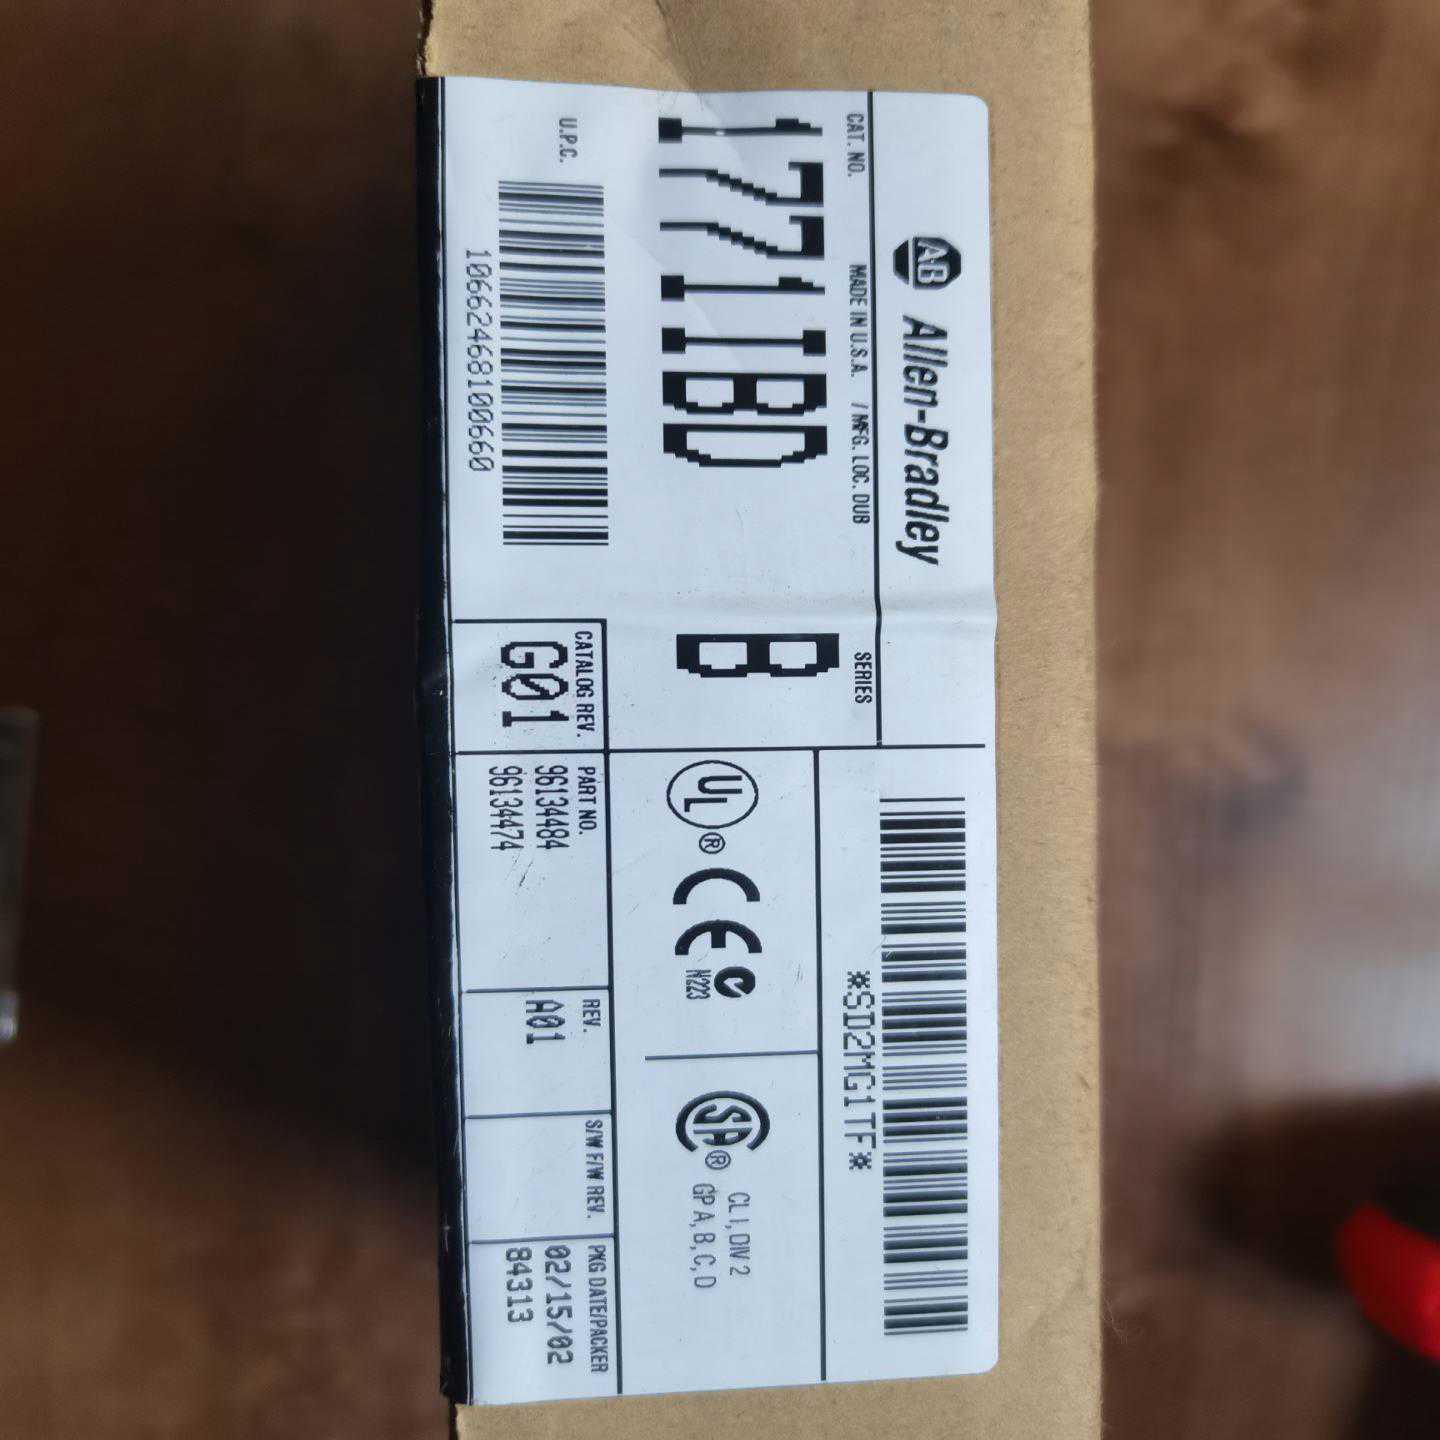 AB Allen-Bradley
*SD2MG1TF*
CAT. NO. MADE IN U.S.A. / MFG. LOC. DUB SERIES
1771IBD B
UL® CE N223
CSA® CL I, DIV 2
GP A, B, C, D
U.P.C.
10662468100660
CATALOG REV.
G01
PART NO.
96134484
96134474
REV.
A01
S/W F/W REV.
PKG DATE/PACKER
02/15/02
84313